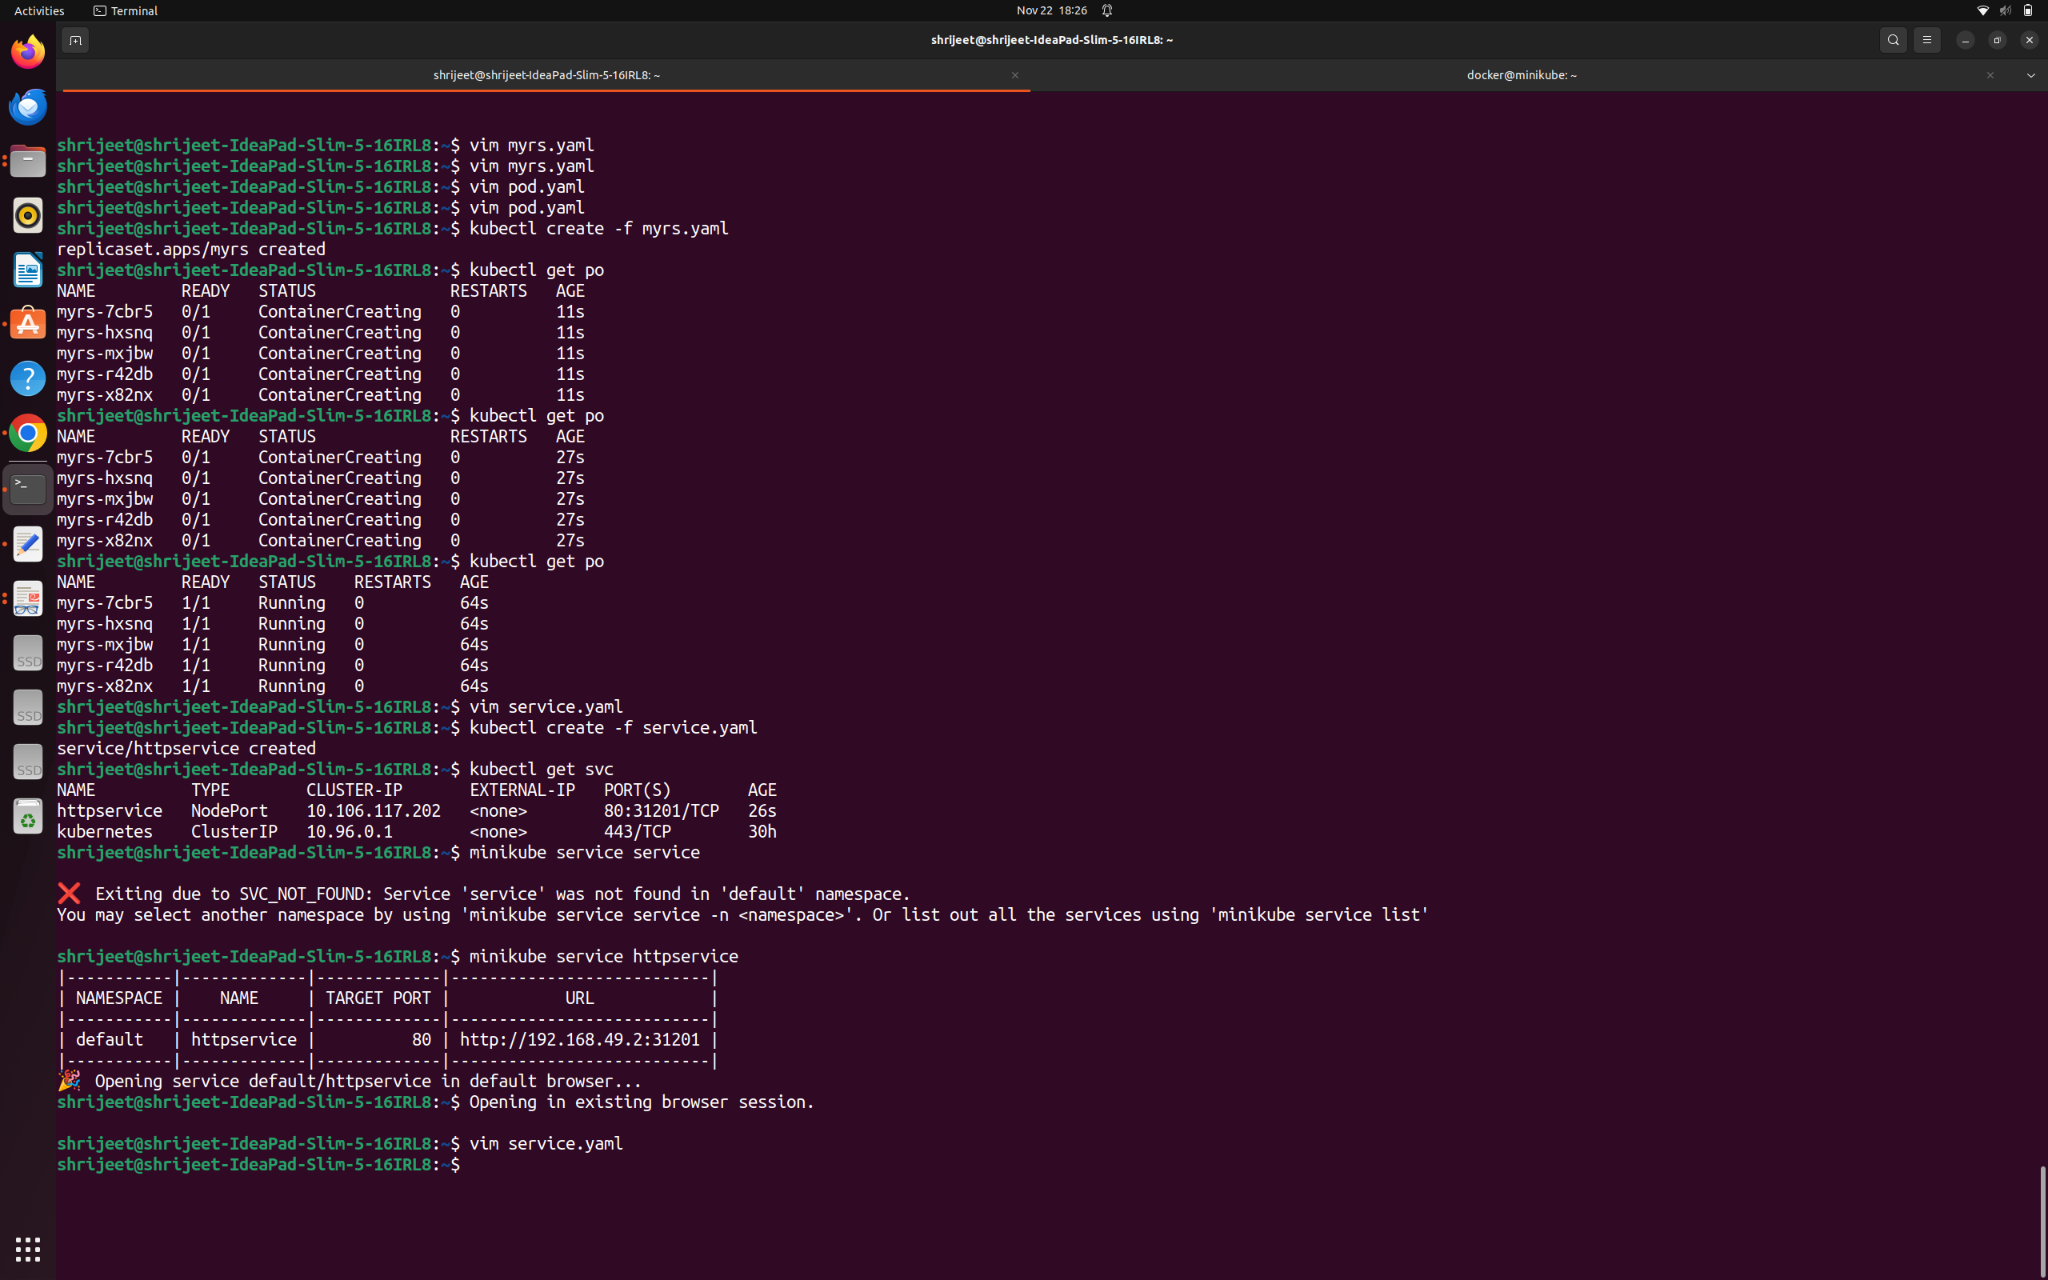 Activities
Terminal
Nov 22 18:26
shrijeet@shrijeet-IdeaPad-Slim-5-16IRL8: ~
shrijeet@shrijeet-IdeaPad-Slim-5-16IRL8: ~
docker@minikube: ~
shrijeet@shrijeet-IdeaPad-Slim-5-16IRL8:~$ vim myrs.yaml
shrijeet@shrijeet-IdeaPad-Slim-5-16IRL8:~$ vim myrs.yaml
shrijeet@shrijeet-IdeaPad-Slim-5-16IRL8:~$ vim pod.yaml
shrijeet@shrijeet-IdeaPad-Slim-5-16IRL8:~$ vim pod.yaml
shrijeet@shrijeet-IdeaPad-Slim-5-16IRL8:~$ kubectl create -f myrs.yaml
replicaset.apps/myrs created
shrijeet@shrijeet-IdeaPad-Slim-5-16IRL8:~$ kubectl get po
NAME         READY   STATUS              RESTARTS   AGE
myrs-7cbr5   0/1     ContainerCreating   0          11s
myrs-hxsnq   0/1     ContainerCreating   0          11s
myrs-mxjbw   0/1     ContainerCreating   0          11s
myrs-r42db   0/1     ContainerCreating   0          11s
myrs-x82nx   0/1     ContainerCreating   0          11s
shrijeet@shrijeet-IdeaPad-Slim-5-16IRL8:~$ kubectl get po
NAME         READY   STATUS              RESTARTS   AGE
myrs-7cbr5   0/1     ContainerCreating   0          27s
myrs-hxsnq   0/1     ContainerCreating   0          27s
myrs-mxjbw   0/1     ContainerCreating   0          27s
myrs-r42db   0/1     ContainerCreating   0          27s
myrs-x82nx   0/1     ContainerCreating   0          27s
shrijeet@shrijeet-IdeaPad-Slim-5-16IRL8:~$ kubectl get po
NAME         READY   STATUS    RESTARTS   AGE
myrs-7cbr5   1/1     Running   0          64s
myrs-hxsnq   1/1     Running   0          64s
myrs-mxjbw   1/1     Running   0          64s
myrs-r42db   1/1     Running   0          64s
myrs-x82nx   1/1     Running   0          64s
shrijeet@shrijeet-IdeaPad-Slim-5-16IRL8:~$ vim service.yaml
shrijeet@shrijeet-IdeaPad-Slim-5-16IRL8:~$ kubectl create -f service.yaml
service/httpservice created
shrijeet@shrijeet-IdeaPad-Slim-5-16IRL8:~$ kubectl get svc
NAME          TYPE        CLUSTER-IP       EXTERNAL-IP   PORT(S)        AGE
httpservice   NodePort    10.106.117.202   <none>        80:31201/TCP   26s
kubernetes    ClusterIP   10.96.0.1        <none>        443/TCP        30h
shrijeet@shrijeet-IdeaPad-Slim-5-16IRL8:~$ minikube service service
❌  Exiting due to SVC_NOT_FOUND: Service 'service' was not found in 'default' namespace.
You may select another namespace by using 'minikube service service -n <namespace>'. Or list out all the services using 'minikube service list'
shrijeet@shrijeet-IdeaPad-Slim-5-16IRL8:~$ minikube service httpservice
|-----------|-------------|-------------|---------------------------|
| NAMESPACE |    NAME     | TARGET PORT |            URL            |
|-----------|-------------|-------------|---------------------------|
| default   | httpservice |          80 | http://192.168.49.2:31201 |
|-----------|-------------|-------------|---------------------------|
🎉  Opening service default/httpservice in default browser...
shrijeet@shrijeet-IdeaPad-Slim-5-16IRL8:~$ Opening in existing browser session.
shrijeet@shrijeet-IdeaPad-Slim-5-16IRL8:~$ vim service.yaml
shrijeet@shrijeet-IdeaPad-Slim-5-16IRL8:~$
SSD
SSD
SSD